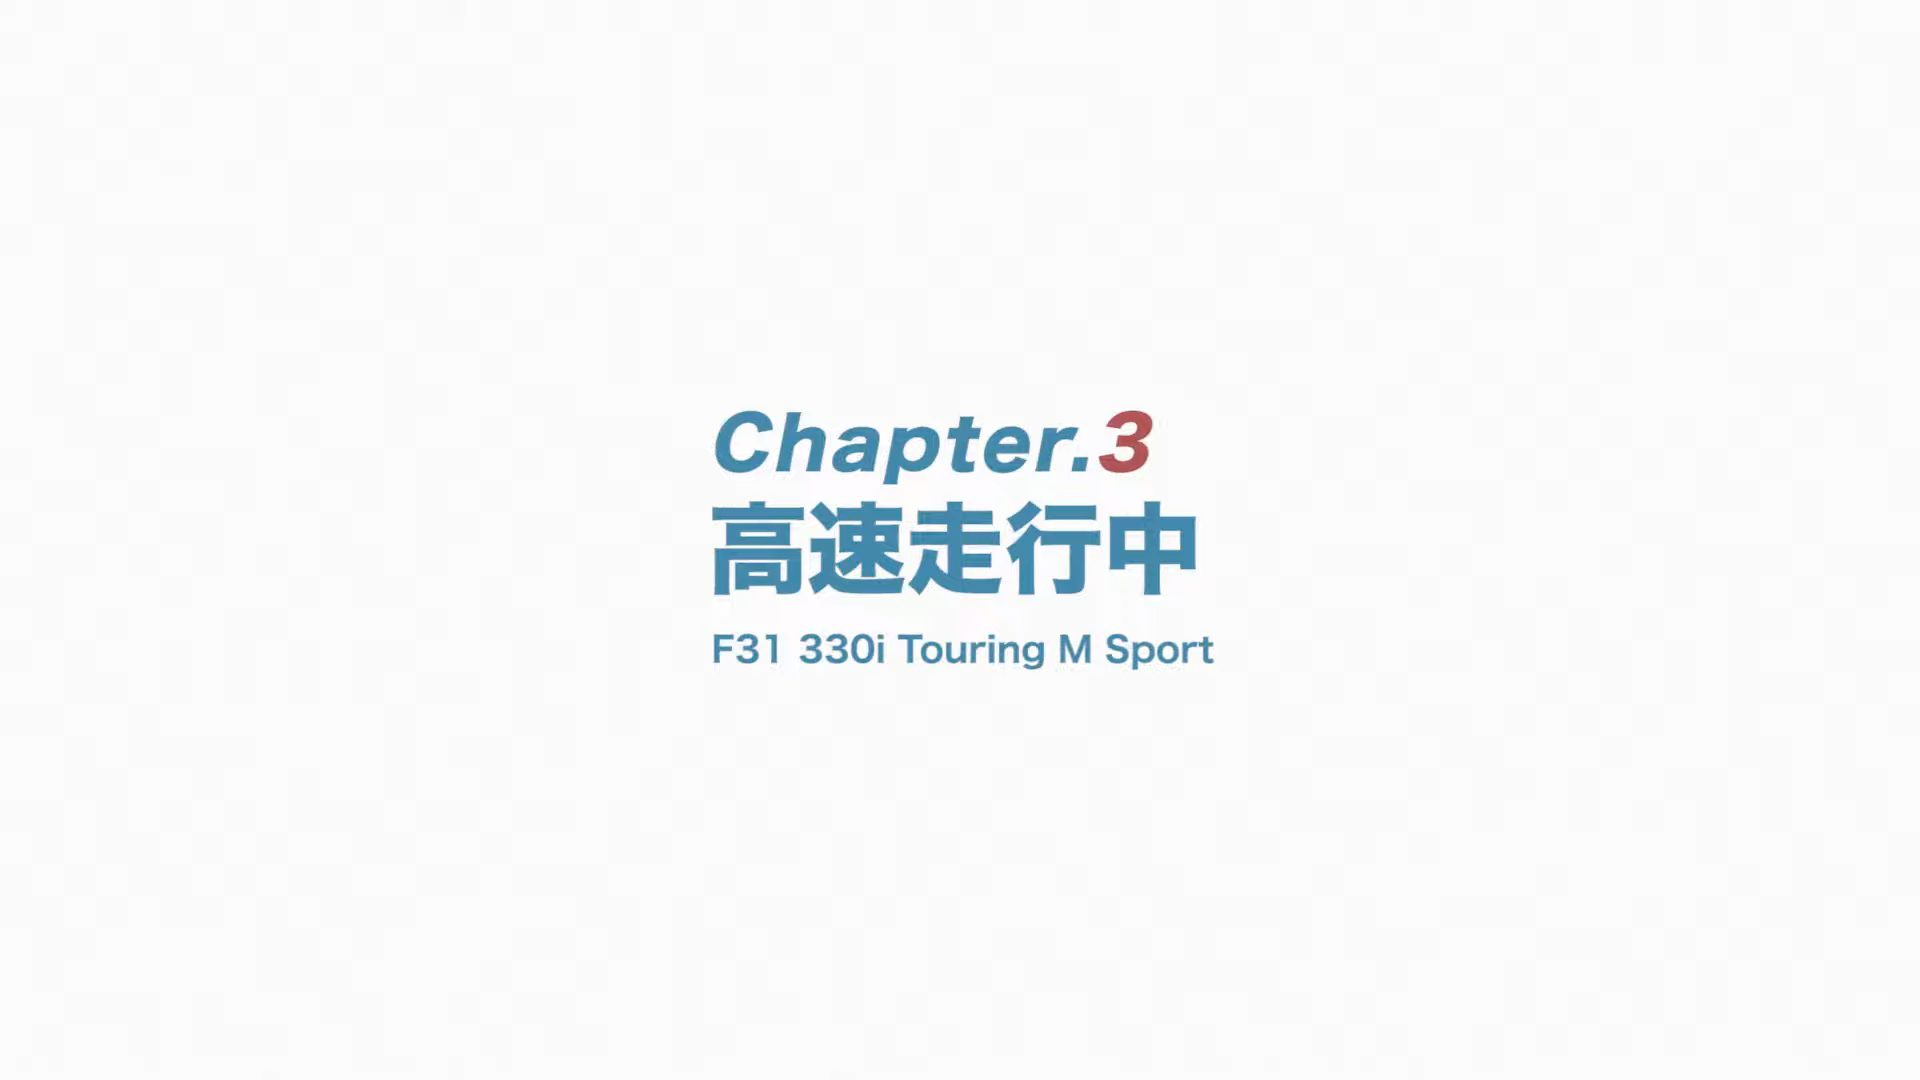 Chapter.3
高速走行中
F31 330i Touring M Sport